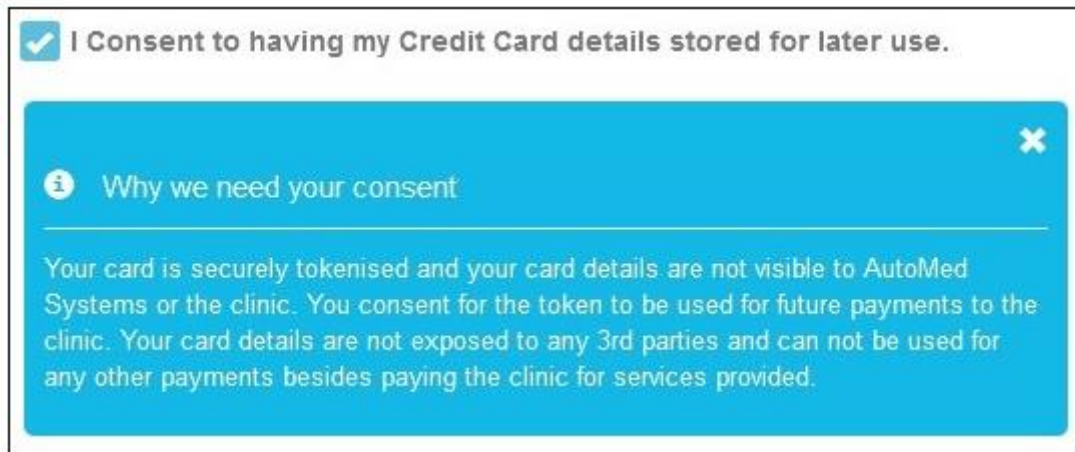 I Consent to having my Credit Card details stored for later use.
Why we need your consent
Your card is securely tokenised and your card details are not visible to AutoMed
Systems or the clinic. You consent for the token to be used for future payments to the
clinic. Your card details are not exposed to any 3rd parties and can not be used for
any other payments besides paying the clinic for services provided.